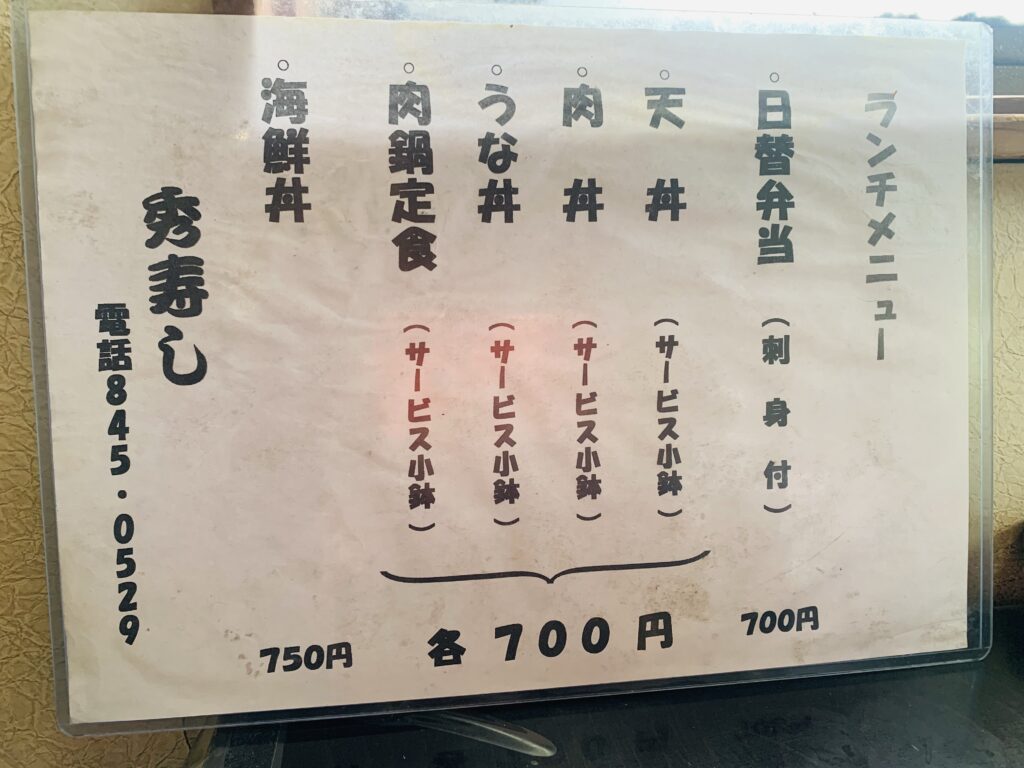 ランチメニュー
○日替弁当（刺身付）700円
○天丼（サービス小鉢）
○肉丼（サービス小鉢）
○うな丼（サービス小鉢）
○肉鍋定食（サービス小鉢）
各700円
○海鮮丼 750円
秀寿し
電話845・0529